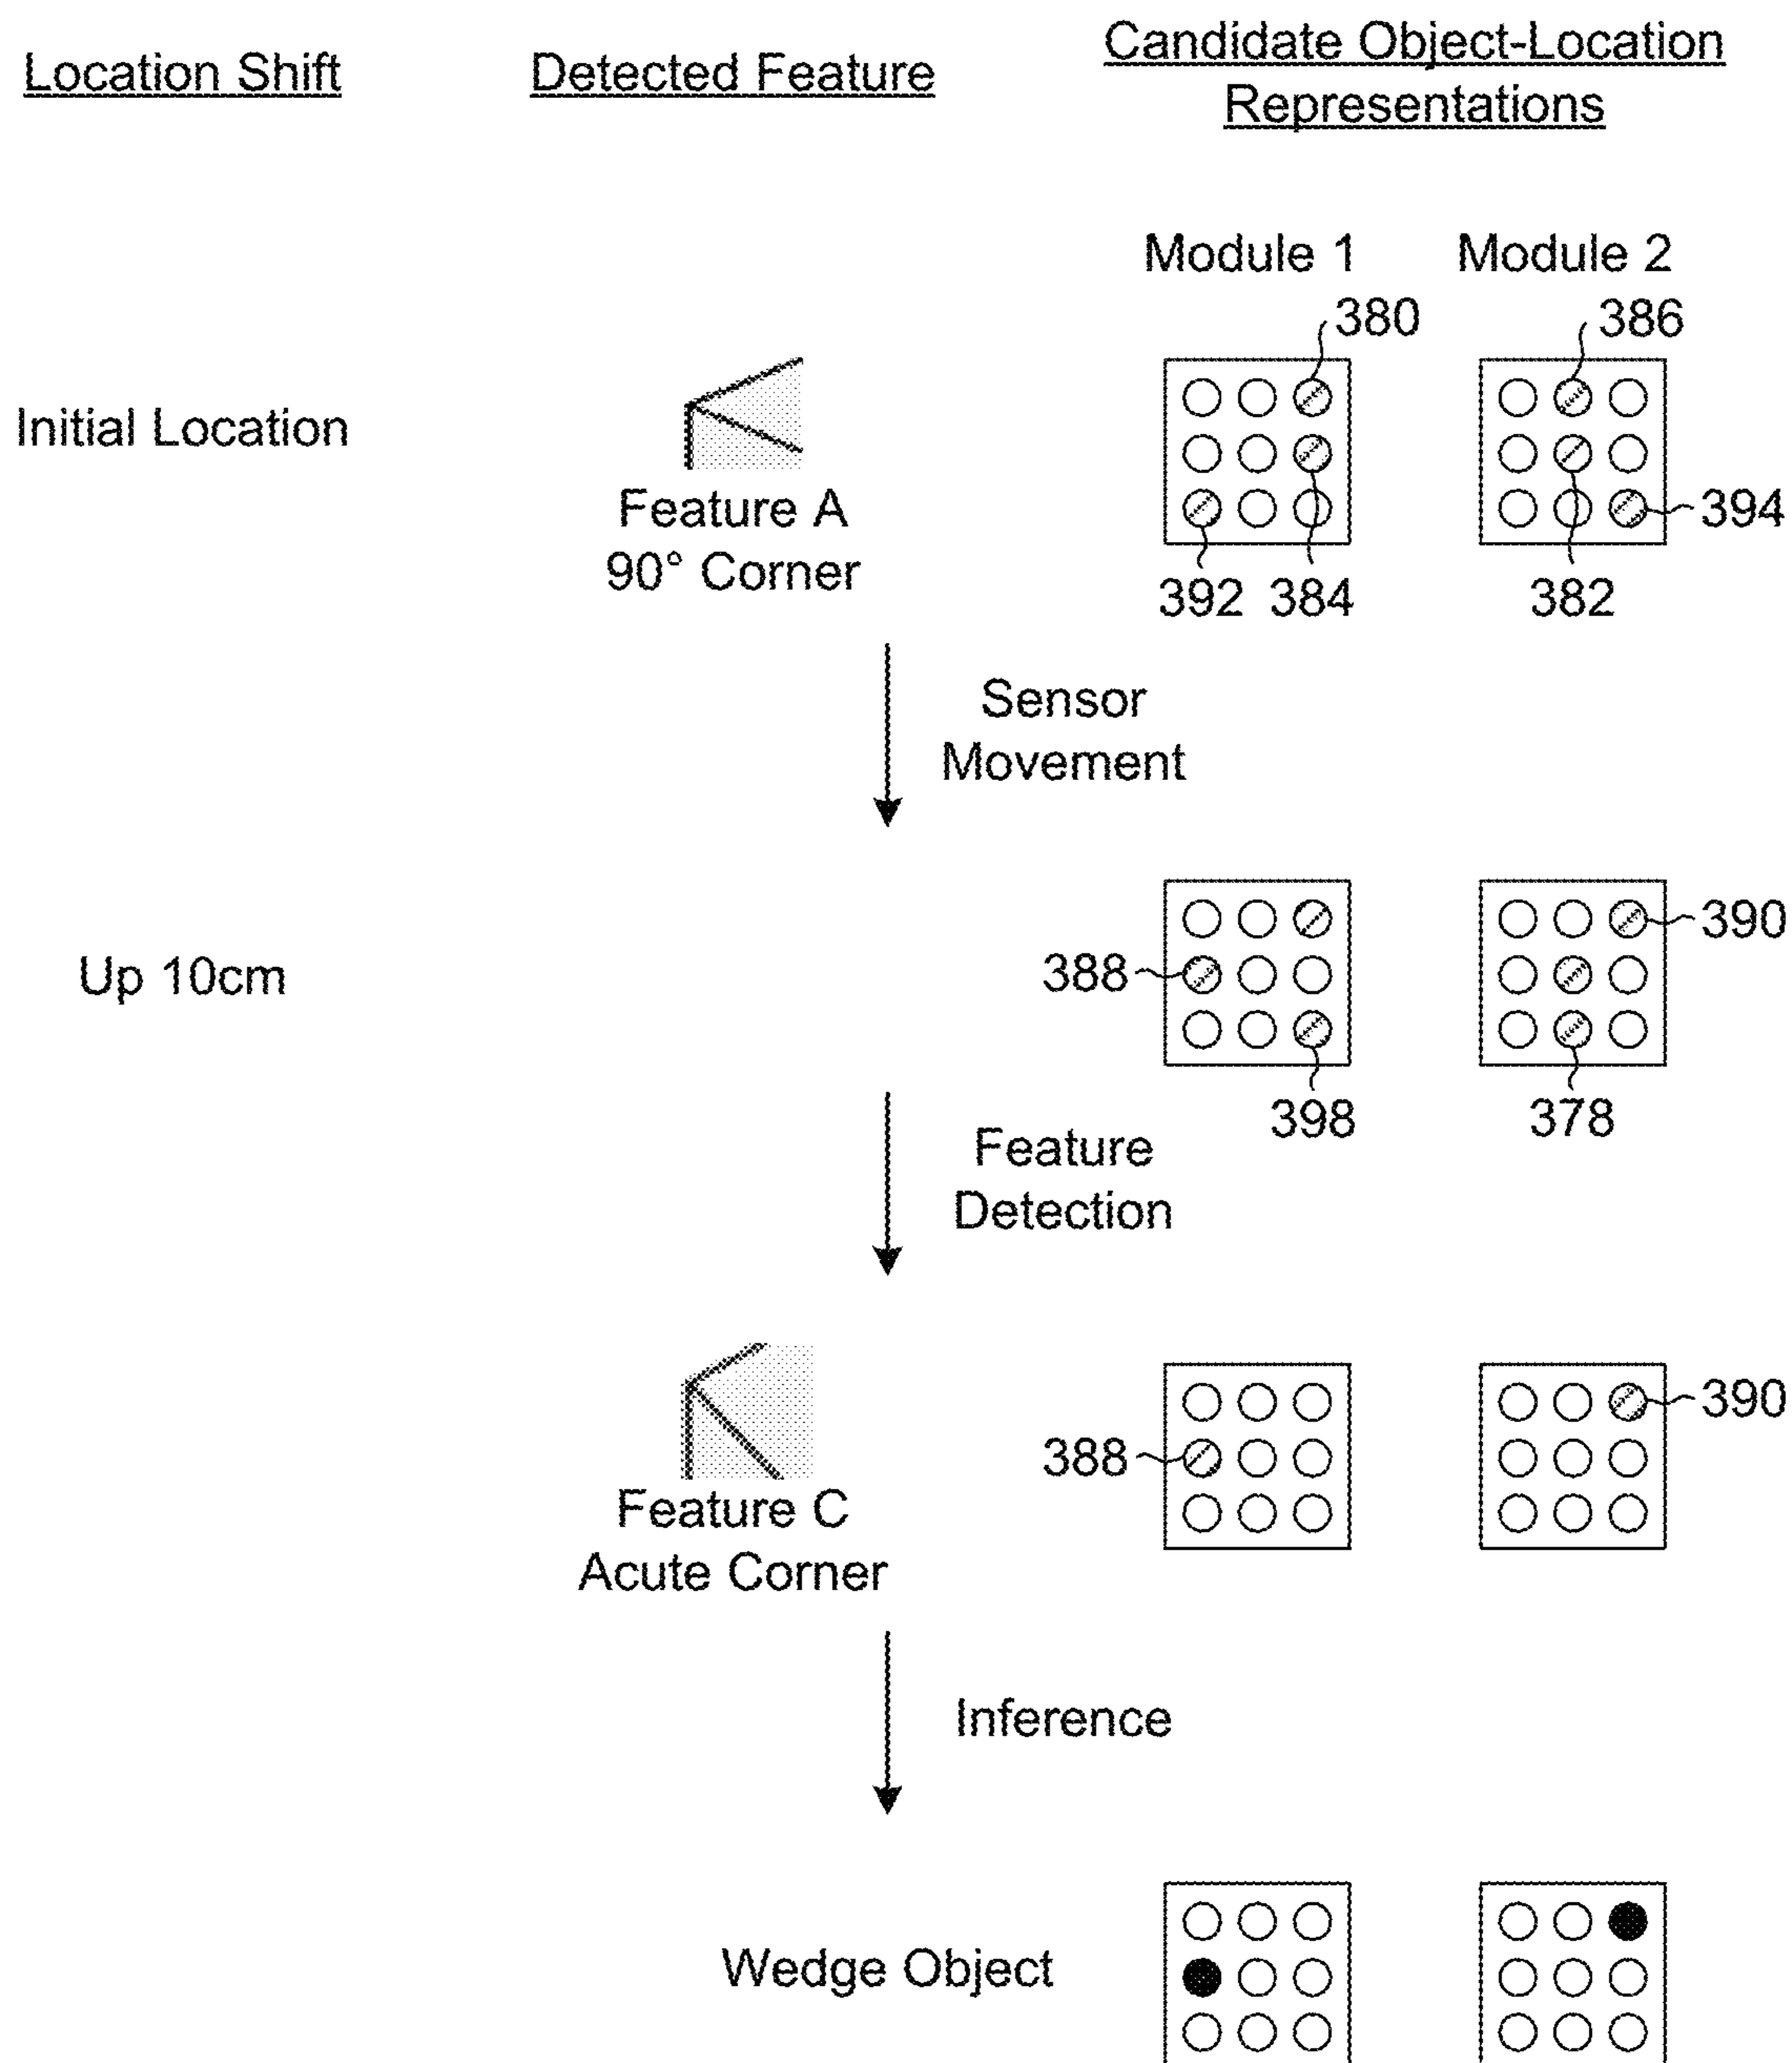 Location Shift
Detected Feature
Candidate Object-Location
Representations
Module 1
Module 2
380
386
Initial Location
394
Feature A
90° Corner
392
384
382
Sensor
Movement
390
Up 10cm
388
398
378
Feature
Detection
390
388
Feature C
Acute Corner
Inference
Wedge Object